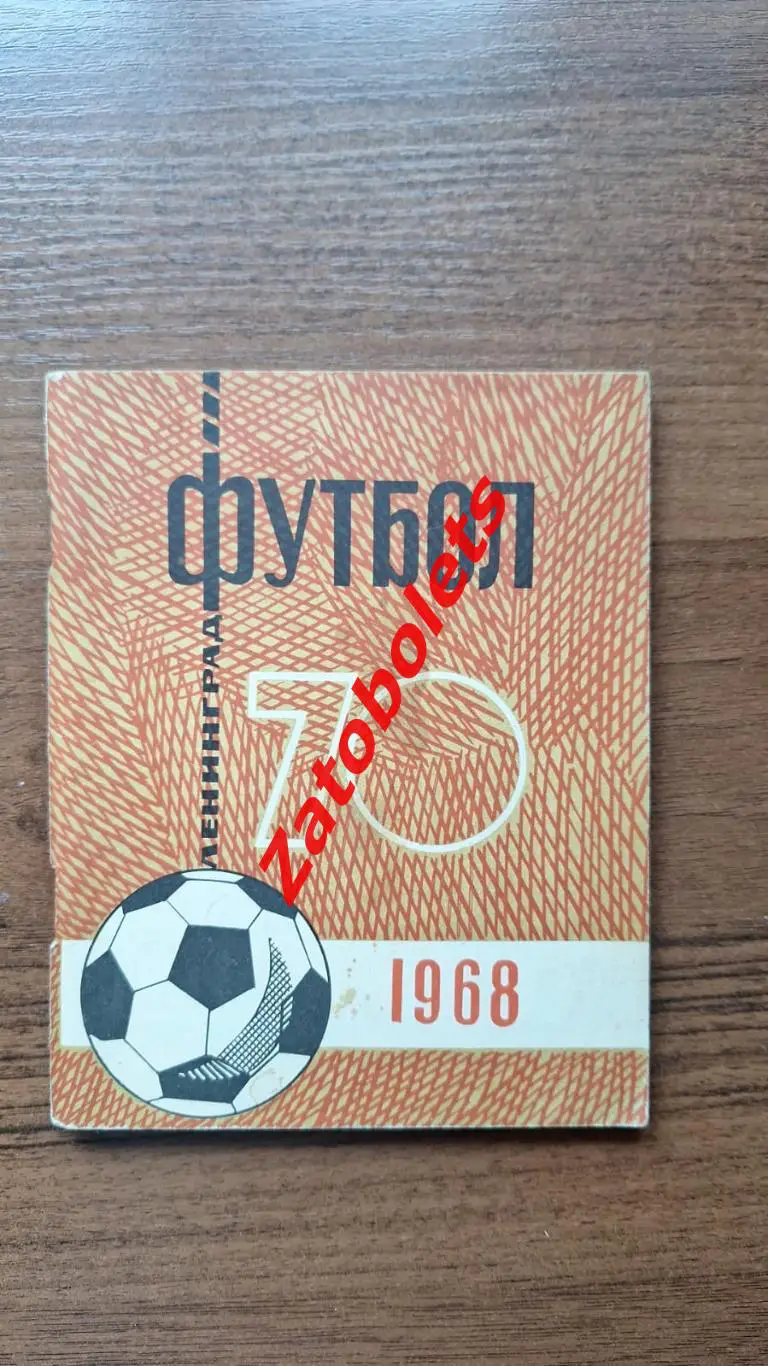 ФУТБОЛ
ЛЕНИНГРАД
70
1968
Zatobolets